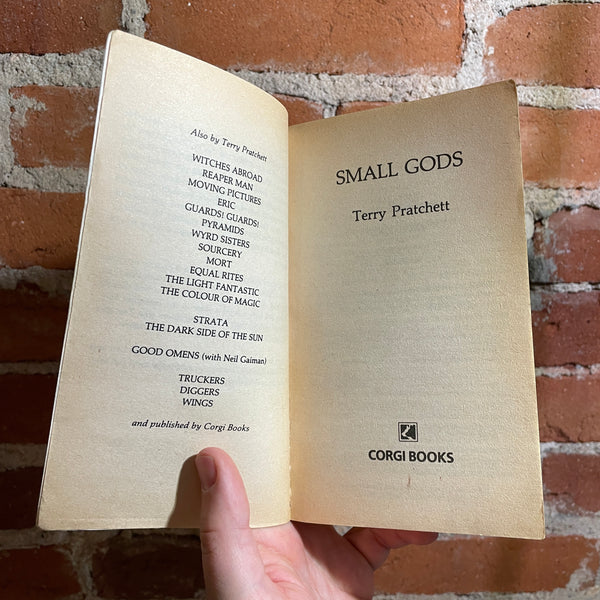 Also by Terry Pratchett
WITCHES ABROAD
REAPER MAN
MOVING PICTURES
ERIC
GUARDS! GUARDS!
PYRAMIDS
WYRD SISTERS
SOURCERY
MORT
EQUAL RITES
THE LIGHT FANTASTIC
THE COLOUR OF MAGIC
STRATA
THE DARK SIDE OF THE SUN
GOOD OMENS (with Neil Gaiman)
TRUCKERS
DIGGERS
WINGS
and published by Corgi Books
SMALL GODS
Terry Pratchett
CORGI BOOKS